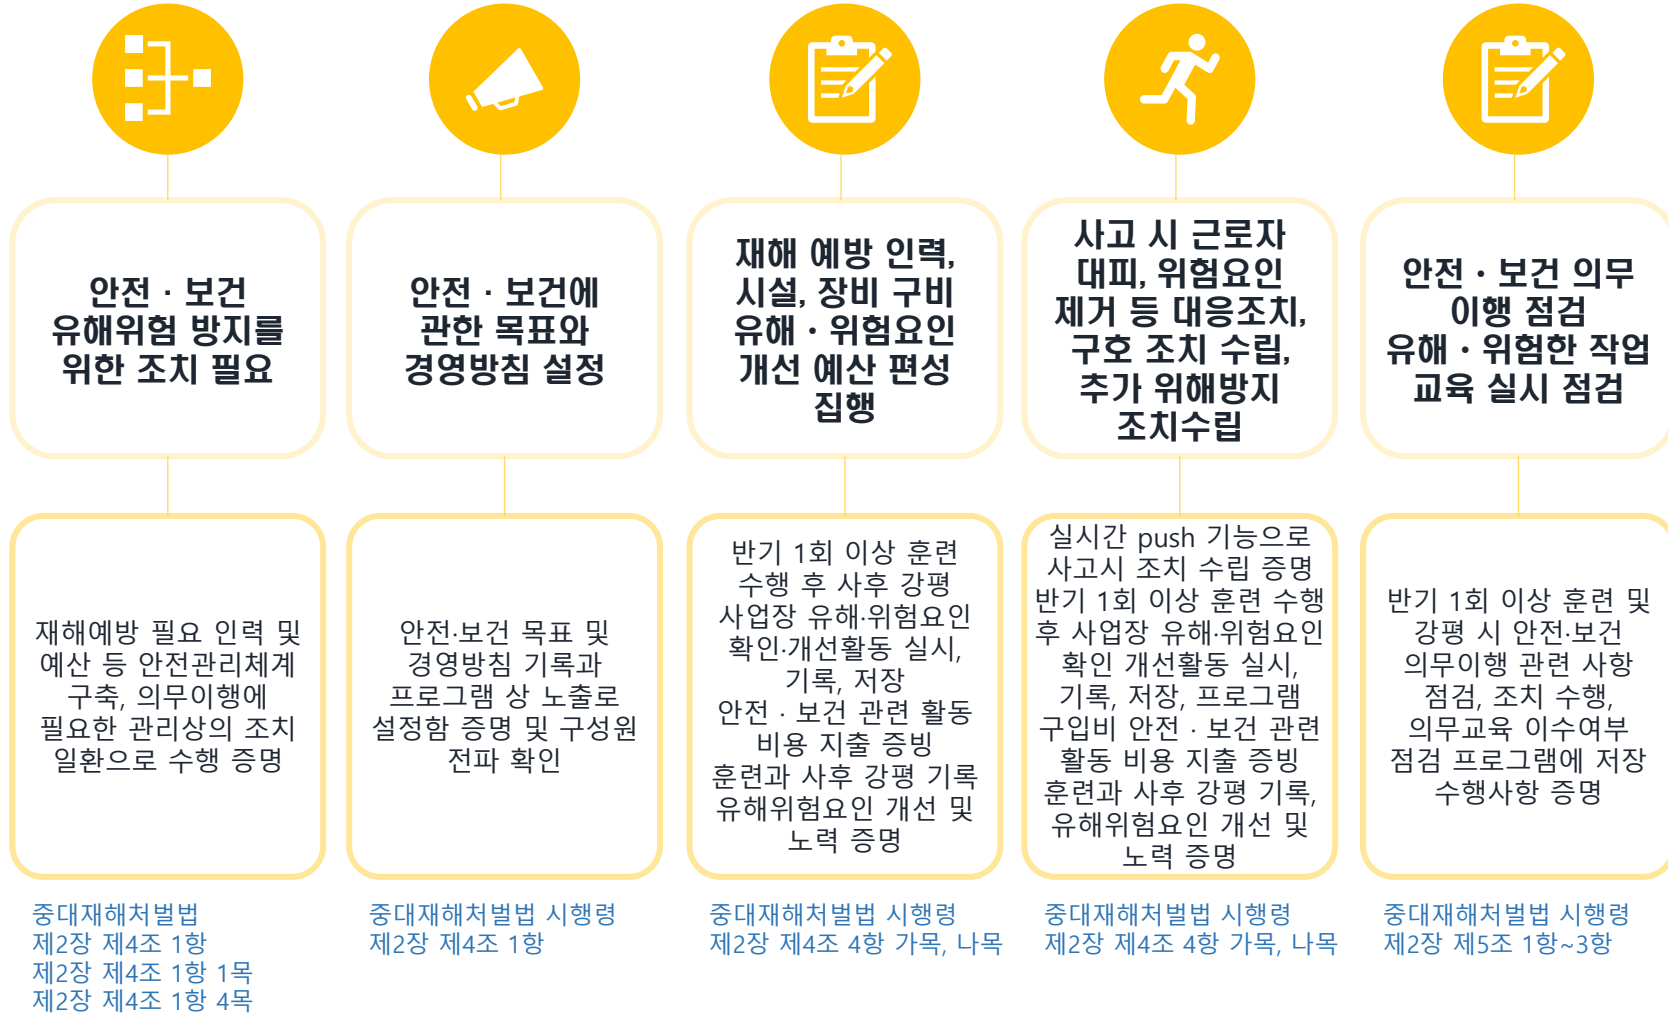 안전 · 보건
유해위험 방지를
위한 조치 필요
안전 · 보건에
관한 목표와
경영방침 설정
재해 예방 인력,
시설, 장비 구비
유해 · 위험요인
개선 예산 편성
집행
사고 시 근로자
대피, 위험요인
제거 등 대응조치,
구호 조치 수립,
추가 위해방지
조치수립
안전 · 보건 의무
이행 점검
유해 · 위험한 작업
교육 실시 점검
재해예방 필요 인력 및
예산 등 안전관리체계
구축, 의무이행에
필요한 관리상의 조치
일환으로 수행 증명
안전·보건 목표 및
경영방침 기록과
프로그램 상 노출로
설정함 증명 및 구성원
전파 확인
반기 1회 이상 훈련
수행 후 사후 강평
사업장 유해·위험요인
확인·개선활동 실시,
기록, 저장
안전 · 보건 관련 활동
비용 지출 증빙
훈련과 사후 강평 기록
유해위험요인 개선 및
노력 증명
실시간 push 기능으로
사고시 조치 수립 증명
반기 1회 이상 훈련 수행
후 사업장 유해·위험요인
확인 개선활동 실시,
기록, 저장, 프로그램
구입비 안전 · 보건 관련
활동 비용 지출 증빙
훈련과 사후 강평 기록,
유해위험요인 개선 및
노력 증명
반기 1회 이상 훈련 및
강평 시 안전·보건
의무이행 관련 사항
점검, 조치 수행,
의무교육 이수여부
점검 프로그램에 저장
수행사항 증명
중대재해처벌법
제2장 제4조 1항
제2장 제4조 1항 1목
제2장 제4조 1항 4목
중대재해처벌법 시행령
제2장 제4조 1항
중대재해처벌법 시행령
제2장 제4조 4항 가목, 나목
중대재해처벌법 시행령
제2장 제4조 4항 가목, 나목
중대재해처벌법 시행령
제2장 제5조 1항~3항